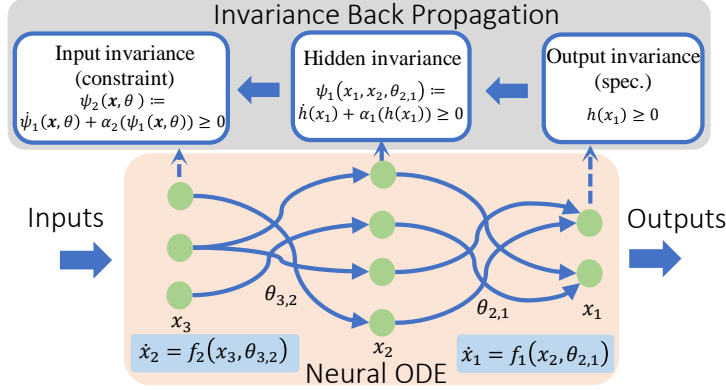 Invariance Back Propagation
Input invariance
(constraint)
ψ₂(𝒙, θ) ≔
ψ̇₁(𝒙, θ) + α₂(ψ₁(𝒙, θ)) ≥ 0
Hidden invariance
ψ₁(x₁, x₂, θ₂,₁) ≔
ḣ(x₁) + α₁(h(x₁)) ≥ 0
Output invariance
(spec.)
h(x₁) ≥ 0
Inputs
Outputs
θ₃,₂
θ₂,₁
x₃
x₂
x₁
ẋ₂ = f₂(x₃, θ₃,₂)
ẋ₁ = f₁(x₂, θ₂,₁)
Neural ODE